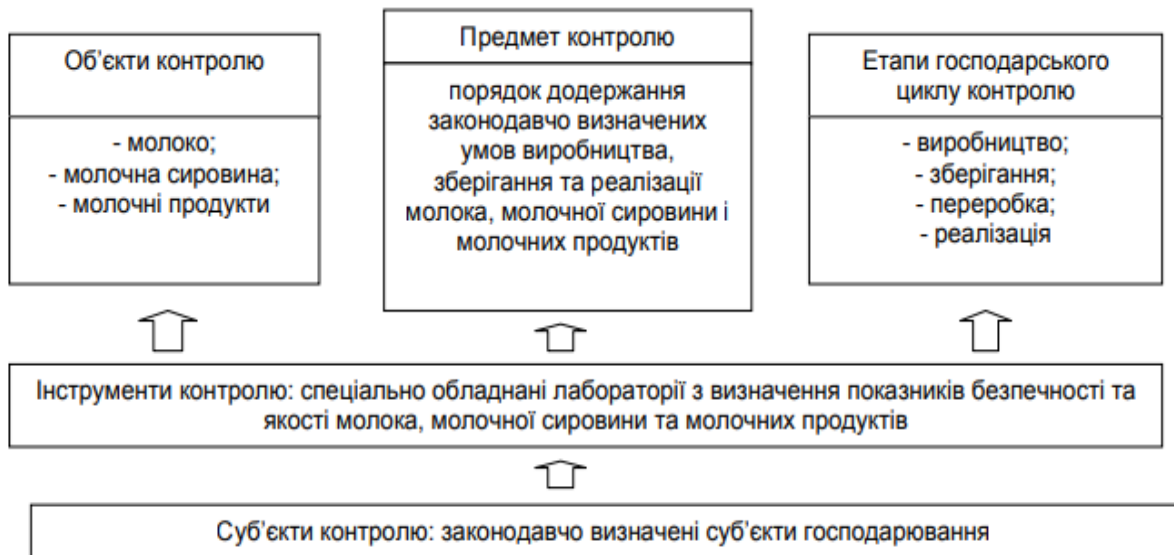 Об’єкти контролю
- молоко;
- молочна сировина;
- молочні продукти
Предмет контролю
порядок додержання
законодавчо визначених
умов виробництва,
зберігання та реалізації
молока, молочної сировини і
молочних продуктів
Етапи господарського
циклу контролю
- виробництво;
- зберігання;
- переробка;
- реалізація
Інструменти контролю: спеціально обладнані лабораторії з визначення показників безпечності та
якості молока, молочної сировини та молочних продуктів
Суб’єкти контролю: законодавчо визначені суб’єкти господарювання